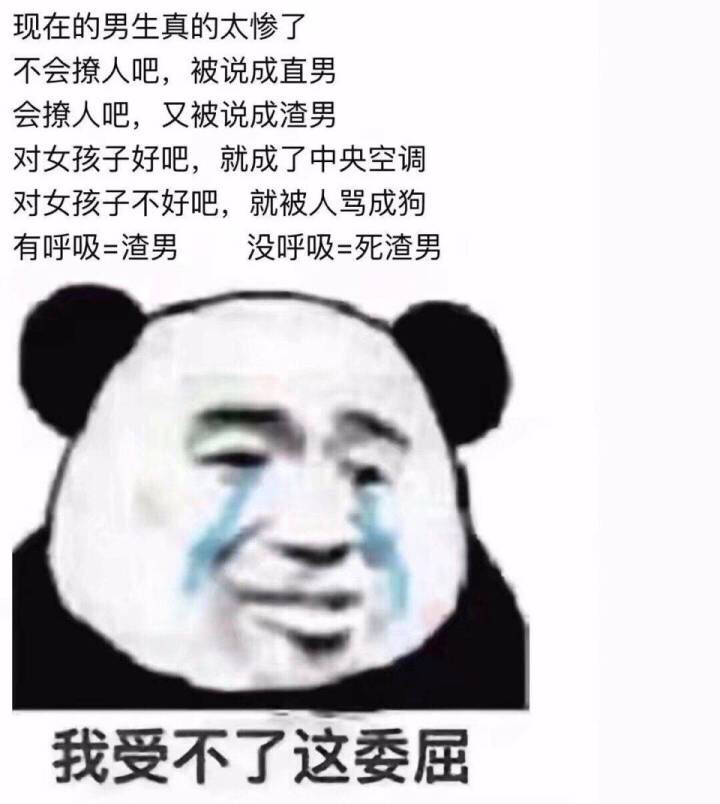 现在的男生真的太惨了
不会撩人吧，被说成直男
会撩人吧，又被说成渣男
对女孩子好吧，就成了中央空调
对女孩子不好吧，就被人骂成狗
有呼吸=渣男 没呼吸=死渣男
我受不了这委屈